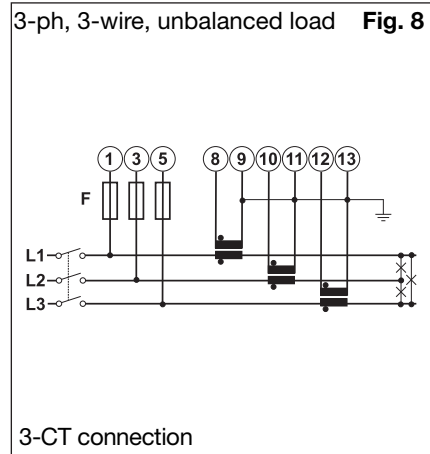 3-ph, 3-wire, unbalanced load Fig. 8
1 3 5 8 9 10 11 12 13
F
L1
L2
L3
3-CT connection